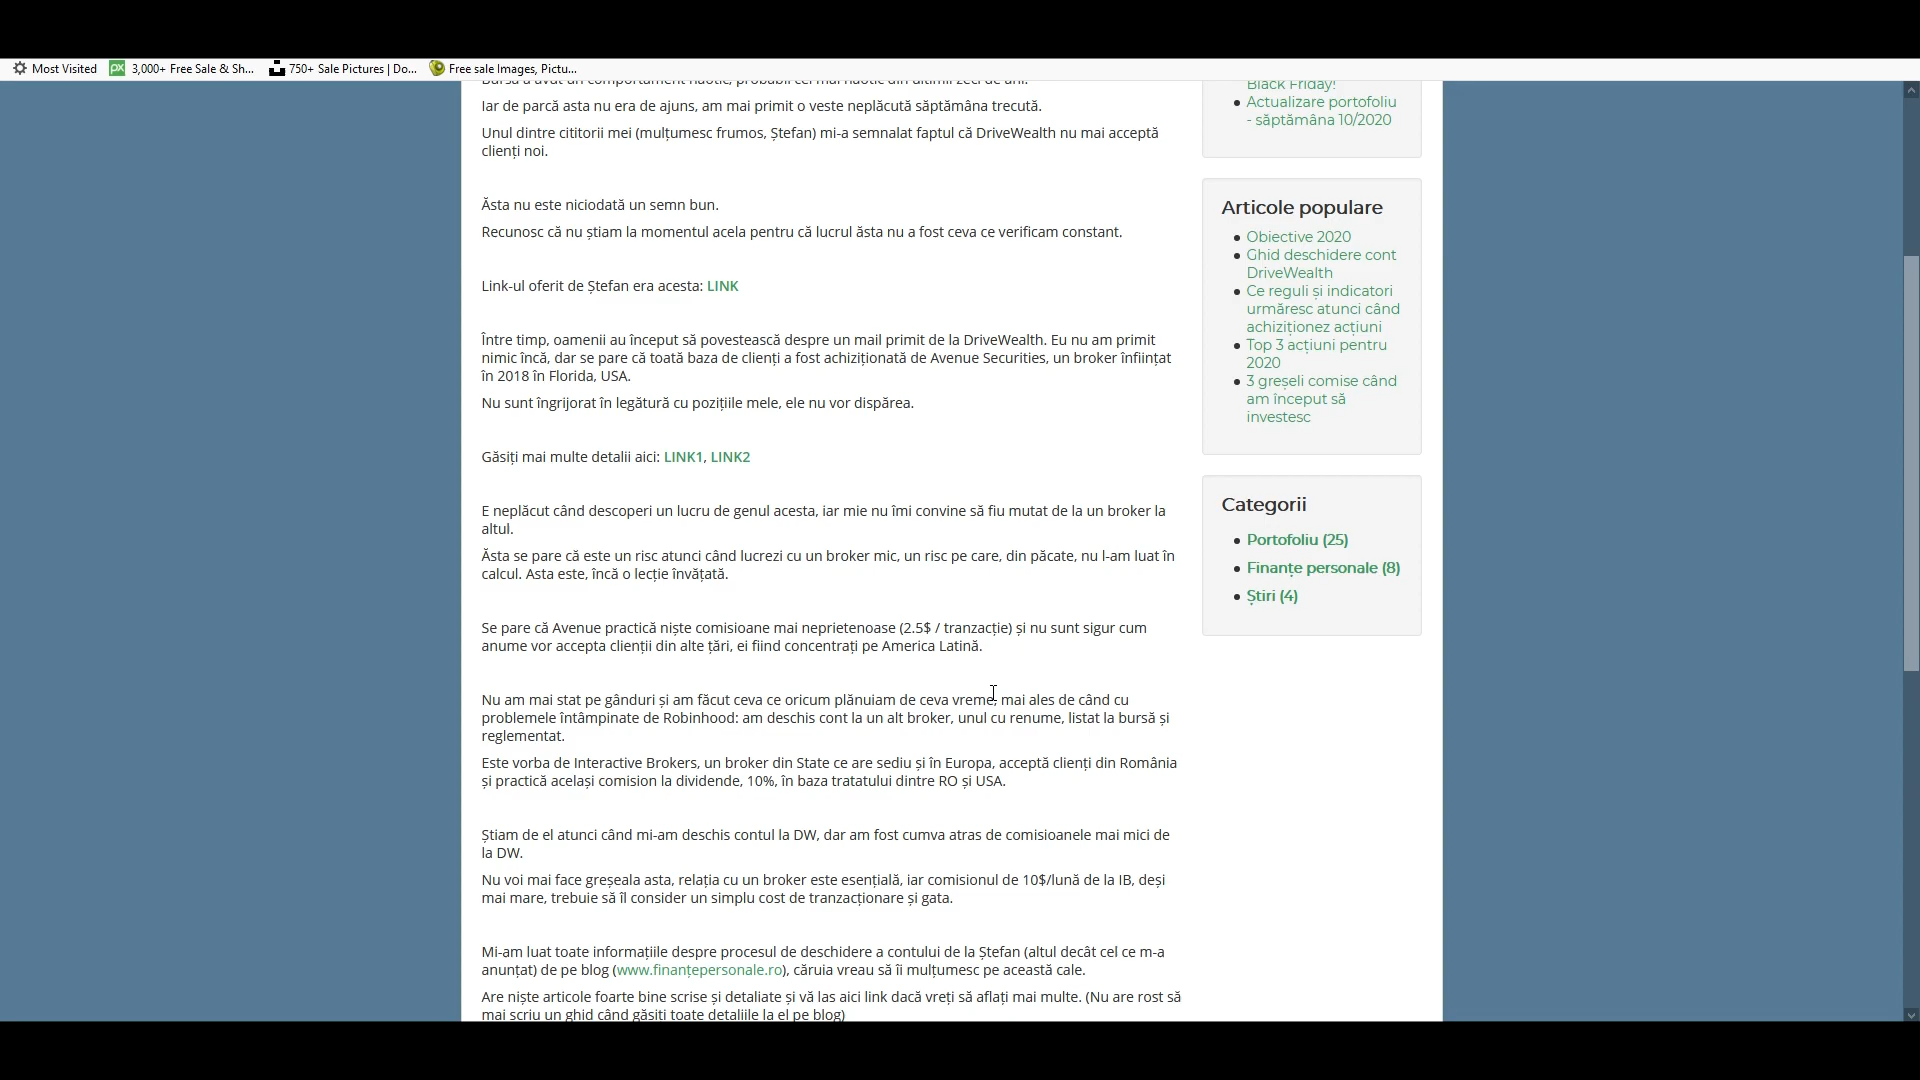 Most Visited
3,000+ Free Sale & Sh...
750+ Sale Pictures | Do...
Free sale Images, Pictu...
Iar de parcă asta nu era de ajuns, am mai primit o veste neplăcută săptămâna trecută.
Unul dintre cititorii mei (mulțumesc frumos, Ștefan) mi-a semnalat faptul că DriveWealth nu mai acceptă
clienți noi.
Ăsta nu este niciodată un semn bun.
Recunosc că nu știam la momentul acela pentru că lucrul ăsta nu a fost ceva ce verificam constant.
Link-ul oferit de Ștefan era acesta: LINK
Între timp, oamenii au început să povestească despre un mail primit de la DriveWealth. Eu nu am primit
nimic încă, dar se pare că toată baza de clienți a fost achiziționată de Avenue Securities, un broker înființat
în 2018 în Florida, USA.
Nu sunt îngrijorat în legătură cu pozițiile mele, ele nu vor dispărea.
Găsiți mai multe detalii aici: LINK1, LINK2
E neplăcut când descoperi un lucru de genul acesta, iar mie nu îmi convine să fiu mutat de la un broker la
altul.
Ăsta se pare că este un risc atunci când lucrezi cu un broker mic, un risc pe care, din păcate, nu l-am luat în
calcul. Asta este, încă o lecție învățată.
Se pare că Avenue practică niște comisioane mai neprietenoase (2.5$ / tranzacție) și nu sunt sigur cum
anume vor accepta clienții din alte țări, ei fiind concentrați pe America Latină.
Nu am mai stat pe gânduri și am făcut ceva ce oricum plănuiam de ceva vreme, mai ales de când cu
problemele întâmpinate de Robinhood: am deschis cont la un alt broker, unul cu renume, listat la bursă și
reglementat.
Este vorba de Interactive Brokers, un broker din State ce are sediu și în Europa, acceptă clienți din România
și practică același comision la dividende, 10%, în baza tratatului dintre RO și USA.
Știam de el atunci când mi-am deschis contul la DW, dar am fost cumva atras de comisioanele mai mici de
la DW.
Nu voi mai face greșeala asta, relația cu un broker este esențială, iar comisionul de 10$/lună de la IB, deși
mai mare, trebuie să îl consider un simplu cost de tranzacționare și gata.
Mi-am luat toate informațiile despre procesul de deschidere a contului de la Ștefan (altul decât cel ce m-a
anunțat) de pe blog (www.finanțepersonale.ro), căruia vreau să îi mulțumesc pe această cale.
Are niște articole foarte bine scrise și detaliate și vă las aici link dacă vreți să aflați mai multe. (Nu are rost să
mai scriu un ghid când găsiți toate detaliile la el pe blog)
Black Friday!
Actualizare portofoliu
- săptămâna 10/2020
Articole populare
Obiective 2020
Ghid deschidere cont
DriveWealth
Ce reguli și indicatori
urmăresc atunci când
achiziționez acțiuni
Top 3 acțiuni pentru
2020
3 greșeli comise când
am început să
investesc
Categorii
Portofoliu (25)
Finanțe personale (8)
Știri (4)